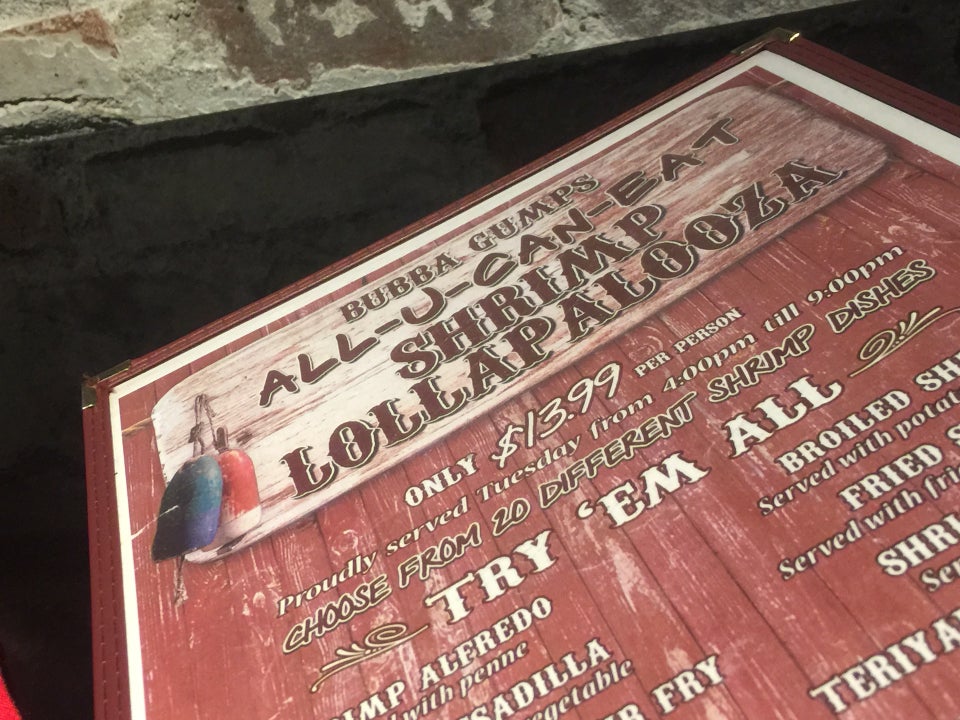 BUBBA GUMPS
ALL-U-CAN-EAT
SHRIMP
LOLLAPALOOZA
ONLY $13.99 PER PERSON
Proudly served Tuesday from 4:00pm till 9:00pm
CHOOSE FROM 20 DIFFERENT SHRIMP DISHES
TRY 'EM ALL
ALFREDO
with penne
vegetable
FRY
BROILED
Served with
FRIED
Served with
TERIYA